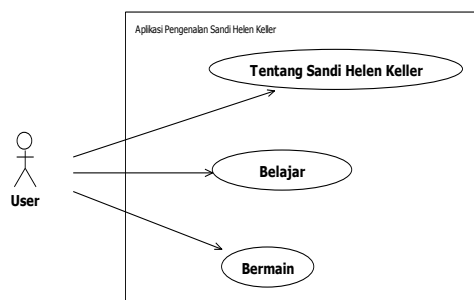 Aplikasi Pengenalan Sandi Helen Keller
Tentang Sandi Helen Keller
Belajar
User
Bermain